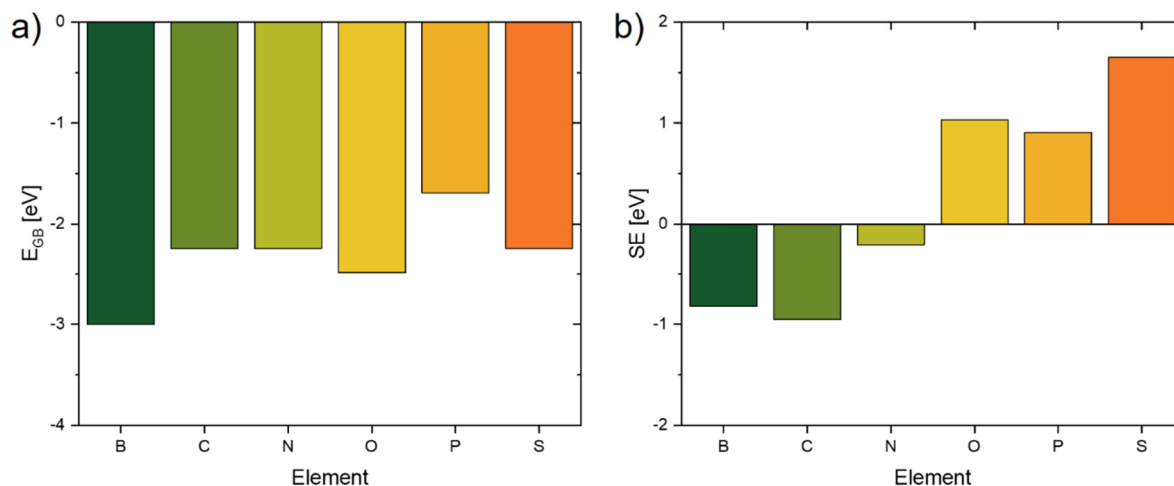 a)
0
-1
-2
-3
-4
E_GB [eV]
B C N O P S
Element
b)
2
1
0
-1
-2
SE [eV]
B C N O P S
Element